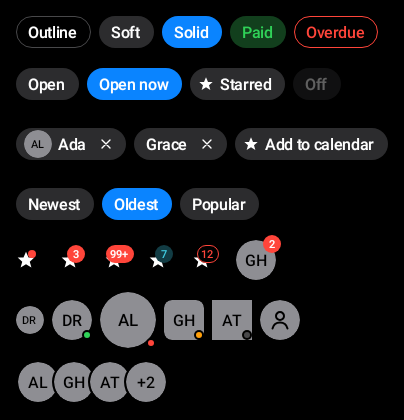 Outline Soft Solid Paid Overdue
Open Open now Starred Off
AL Ada Grace Add to calendar
Newest Oldest Popular
3 99+ 7 12 GH 2
DR DR AL GH AT
AL GH AT +2